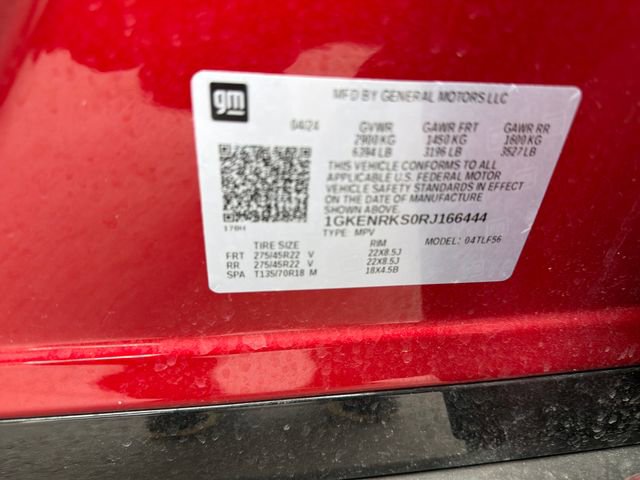 gm
MFD BY GENERAL MOTORS LLC
04/24 GVWR GAWR FRT GAWR RR
2900 KG 1450 KG 1600 KG
6394 LB 3196 LB 3527 LB
THIS VEHICLE CONFORMS TO ALL
APPLICABLE U.S. FEDERAL MOTOR
VEHICLE SAFETY STANDARDS IN EFFECT
ON THE DATE OF MANUFACTURE
SHOWN ABOVE.
178H
1GKENRKS0RJ166444
TYPE MPV MODEL: 04TLF56
TIRE SIZE RIM
FRT 275/45R22 V 22X8.5J
RR 275/45R22 V 22X8.5J
SPA T135/70R18 M 18X4.5B